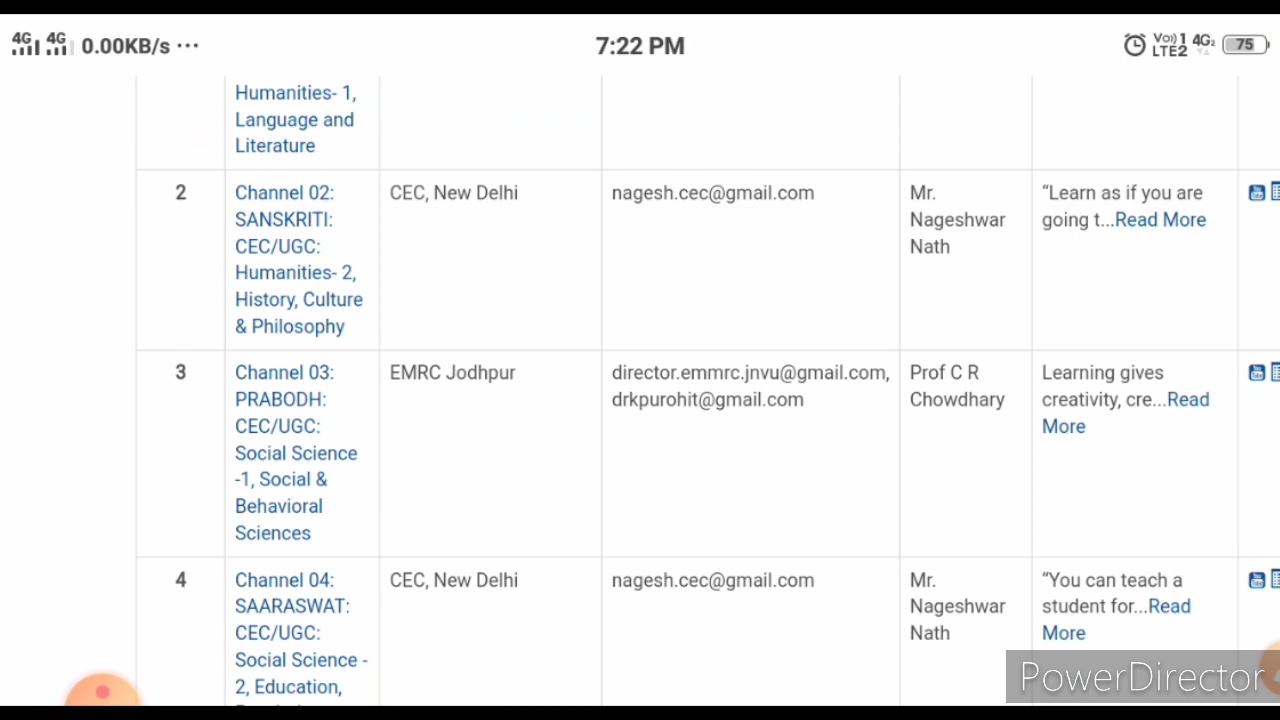 4G 4G 0.00KB/s ... 7:22 PM Vo)) 1 LTE2 4G2 75
Humanities- 1,
Language and
Literature
2
Channel 02:
SANSKRITI:
CEC/UGC:
Humanities- 2,
History, Culture
& Philosophy
CEC, New Delhi
nagesh.cec@gmail.com
Mr.
Nageshwar
Nath
“Learn as if you are
going t...Read More
3
Channel 03:
PRABODH:
CEC/UGC:
Social Science
-1, Social &
Behavioral
Sciences
EMRC Jodhpur
director.emmrc.jnvu@gmail.com,
drkpurohit@gmail.com
Prof C R
Chowdhary
Learning gives
creativity, cre...Read
More
4
Channel 04:
SAARASWAT:
CEC/UGC:
Social Science -
2, Education,
CEC, New Delhi
nagesh.cec@gmail.com
Mr.
Nageshwar
Nath
“You can teach a
student for...Read
More
PowerDirector